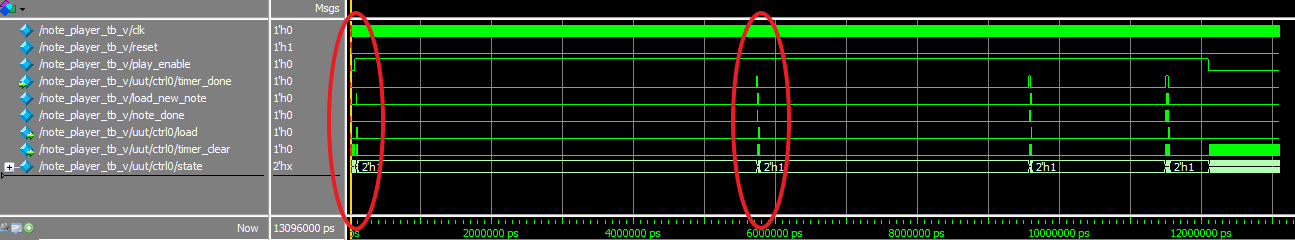 Msgs
/note_player_tb_v/clk 1'h0
/note_player_tb_v/reset 1'h1
/note_player_tb_v/play_enable 1'h0
/note_player_tb_v/uut/ctrl0/timer_done 1'h0
/note_player_tb_v/load_new_note 1'h0
/note_player_tb_v/note_done 1'h0
/note_player_tb_v/uut/ctrl0/load 1'h0
/note_player_tb_v/uut/ctrl0/timer_clear 1'h0
/note_player_tb_v/uut/ctrl0/state 2'hx 2'h1 2'h1 2'h1 2'h1
Now 13096000 ps ps 2000000 ps 4000000 ps 6000000 ps 8000000 ps 10000000 ps 12000000 ps